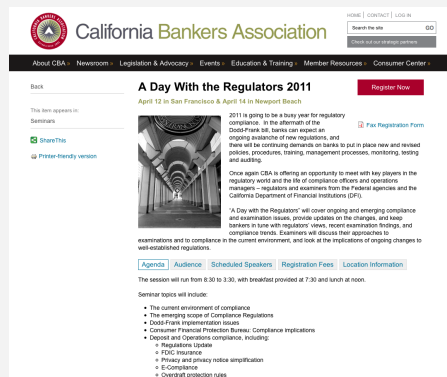 HOME | CONTACT | LOG IN
California Bankers Association
Search the site GO
Check out our strategic partners
About CBA » Newsroom » Legislation & Advocacy » Events » Education & Training » Member Resources » Consumer Center »
Back
This item appears in:
Seminars
ShareThis
Printer-friendly version
A Day With the Regulators 2011
April 12 in San Francisco & April 14 in Newport Beach
Register Now
Fax Registration Form
2011 is going to be a busy year for regulatory
compliance. In the aftermath of the
Dodd-Frank bill, banks can expect an
ongoing avalanche of new regulations, and
there will be continuing demands on banks to put in place new and revised
policies, procedures, training, management processes, monitoring, testing
and auditing.
Once again CBA is offering an opportunity to meet with key players in the
regulatory world and the life of compliance officers and operations
managers – regulators and examiners from the Federal agencies and the
California Department of Financial Institutions (DFI).
"A Day with the Regulators" will cover ongoing and emerging compliance
and examination issues, provide updates on the changes, and keep
bankers in tune with regulators' views, recent examination findings, and
compliance trends. Examiners will discuss their approaches to
examinations and to compliance in the current environment, and look at the implications of ongoing changes to
well-established regulations.
Agenda Audience Scheduled Speakers Registration Fees Location Information
The session will run from 8:30 to 3:30, with breakfast provided at 7:30 and lunch at noon.
Seminar topics will include:
• The current environment of compliance
• The emerging scope of Compliance Regulations
• Dodd-Frank implementation issues
• Consumer Financial Protection Bureau: Compliance implications
• Deposit and Operations compliance, including:
o Regulations Update
o FDIC Insurance
o Privacy and privacy notice simplification
o E-Compliance
o Overdraft protection rules